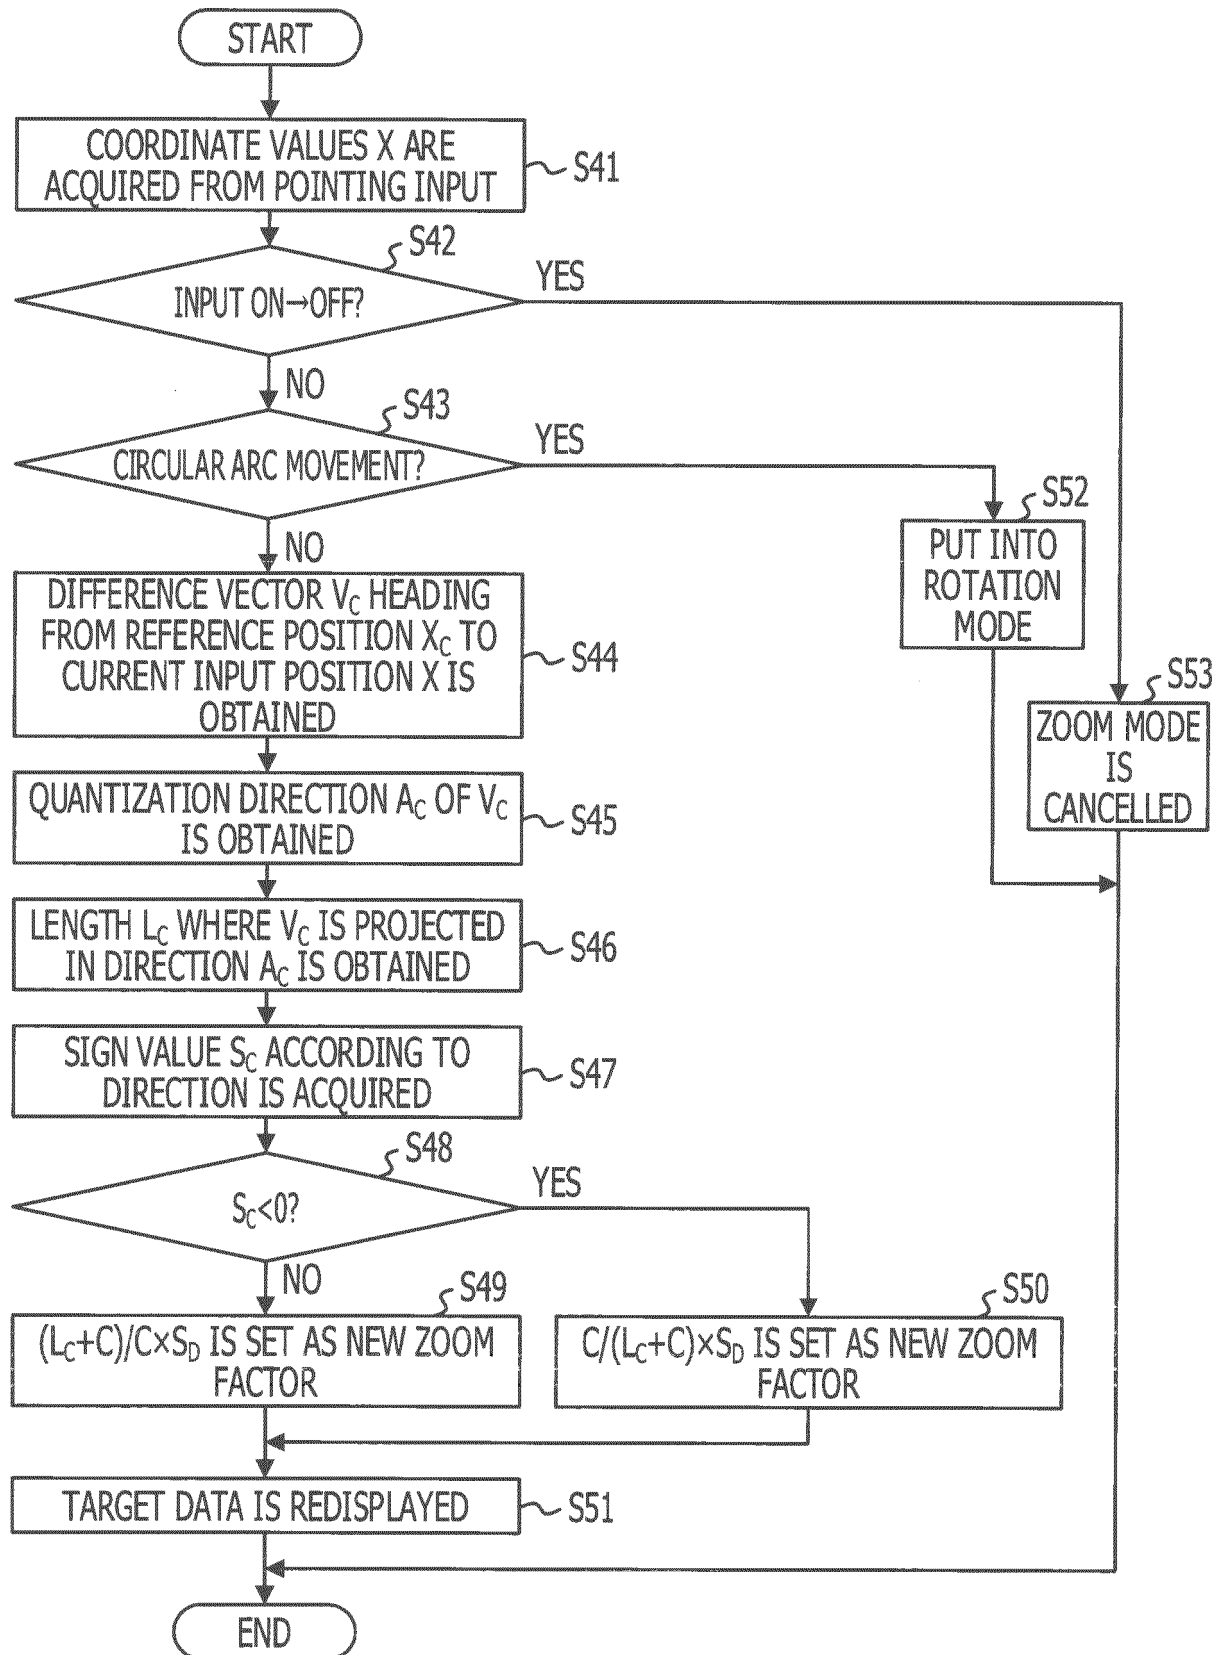 START
COORDINATE VALUES X ARE
ACQUIRED FROM POINTING INPUT
S41
S42
INPUT ON→OFF?
YES
NO
S43
CIRCULAR ARC MOVEMENT?
YES
NO
S52
PUT INTO
ROTATION
MODE
DIFFERENCE VECTOR VC HEADING
FROM REFERENCE POSITION XC TO
CURRENT INPUT POSITION X IS
OBTAINED
S44
S53
ZOOM MODE
IS
CANCELLED
QUANTIZATION DIRECTION AC OF VC
IS OBTAINED
S45
LENGTH LC WHERE VC IS PROJECTED
IN DIRECTION AC IS OBTAINED
S46
SIGN VALUE SC ACCORDING TO
DIRECTION IS ACQUIRED
S47
S48
SC<0?
YES
NO
S49
(LC+C)/C×SD IS SET AS NEW ZOOM
FACTOR
S50
C/(LC+C)×SD IS SET AS NEW ZOOM
FACTOR
TARGET DATA IS REDISPLAYED
S51
END